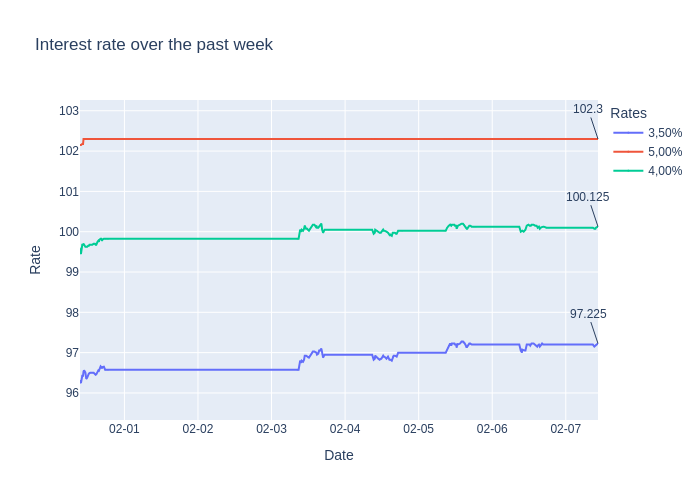 Interest rate over the past week
103
102
101
100
99
98
97
96
Rate
102.3
100.125
97.225
Rates
3,50%
5,00%
4,00%
02-01 02-02 02-03 02-04 02-05 02-06 02-07
Date